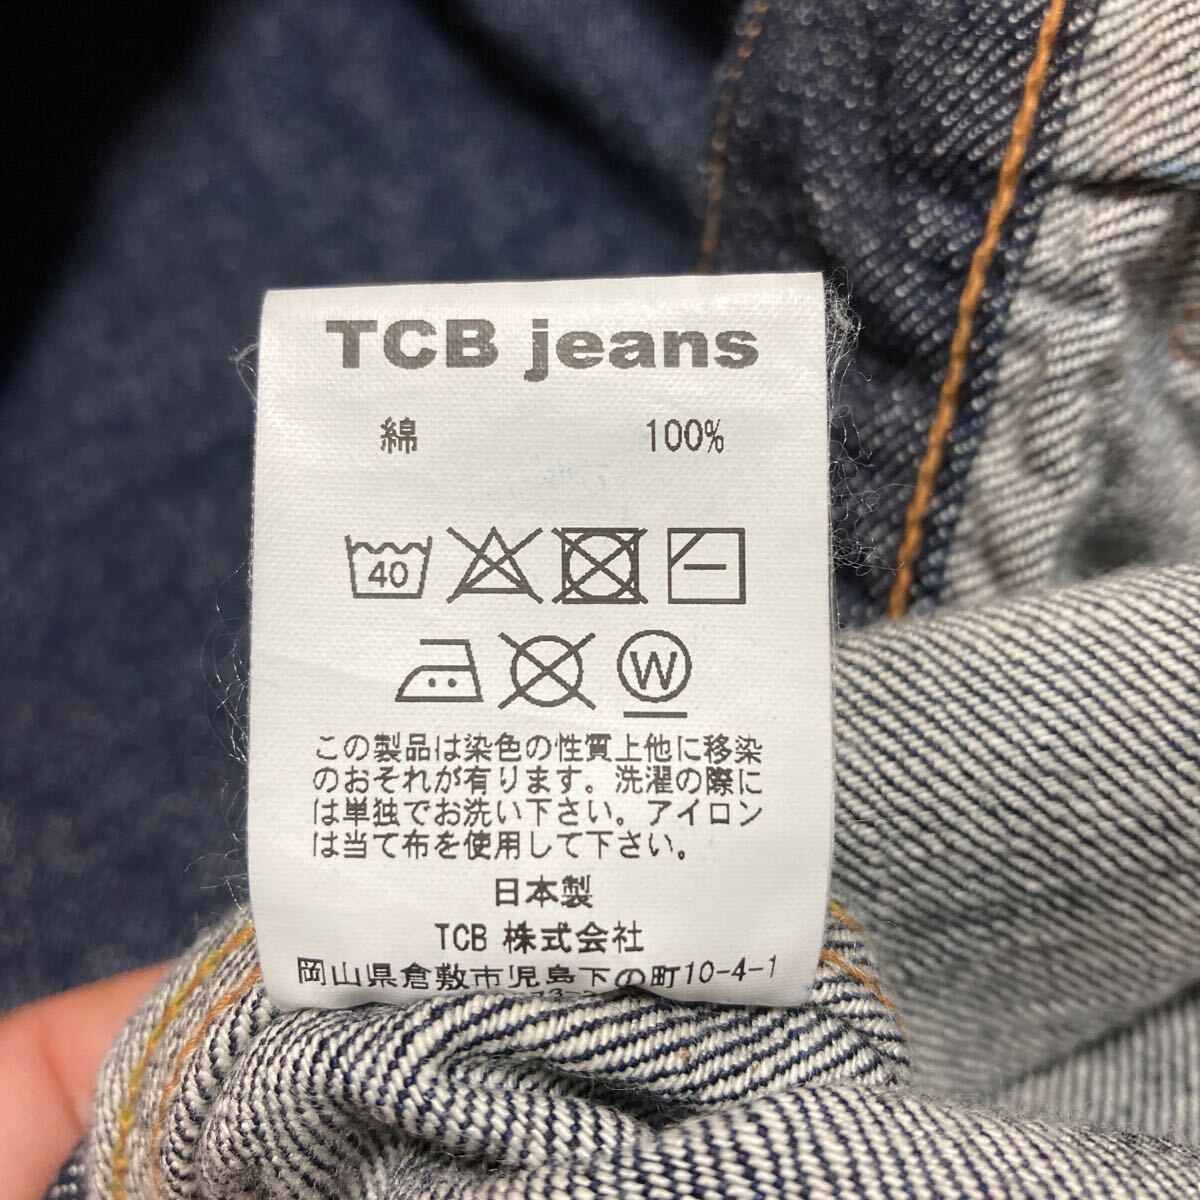 TCB jeans
綿 100%
40
W
この製品は染色の性質上他に移染
のおそれが有ります。洗濯の際に
は単独でお洗い下さい。アイロン
は当て布を使用して下さい。
日本製
TCB 株式会社
岡山県倉敷市児島下の町10-4-1